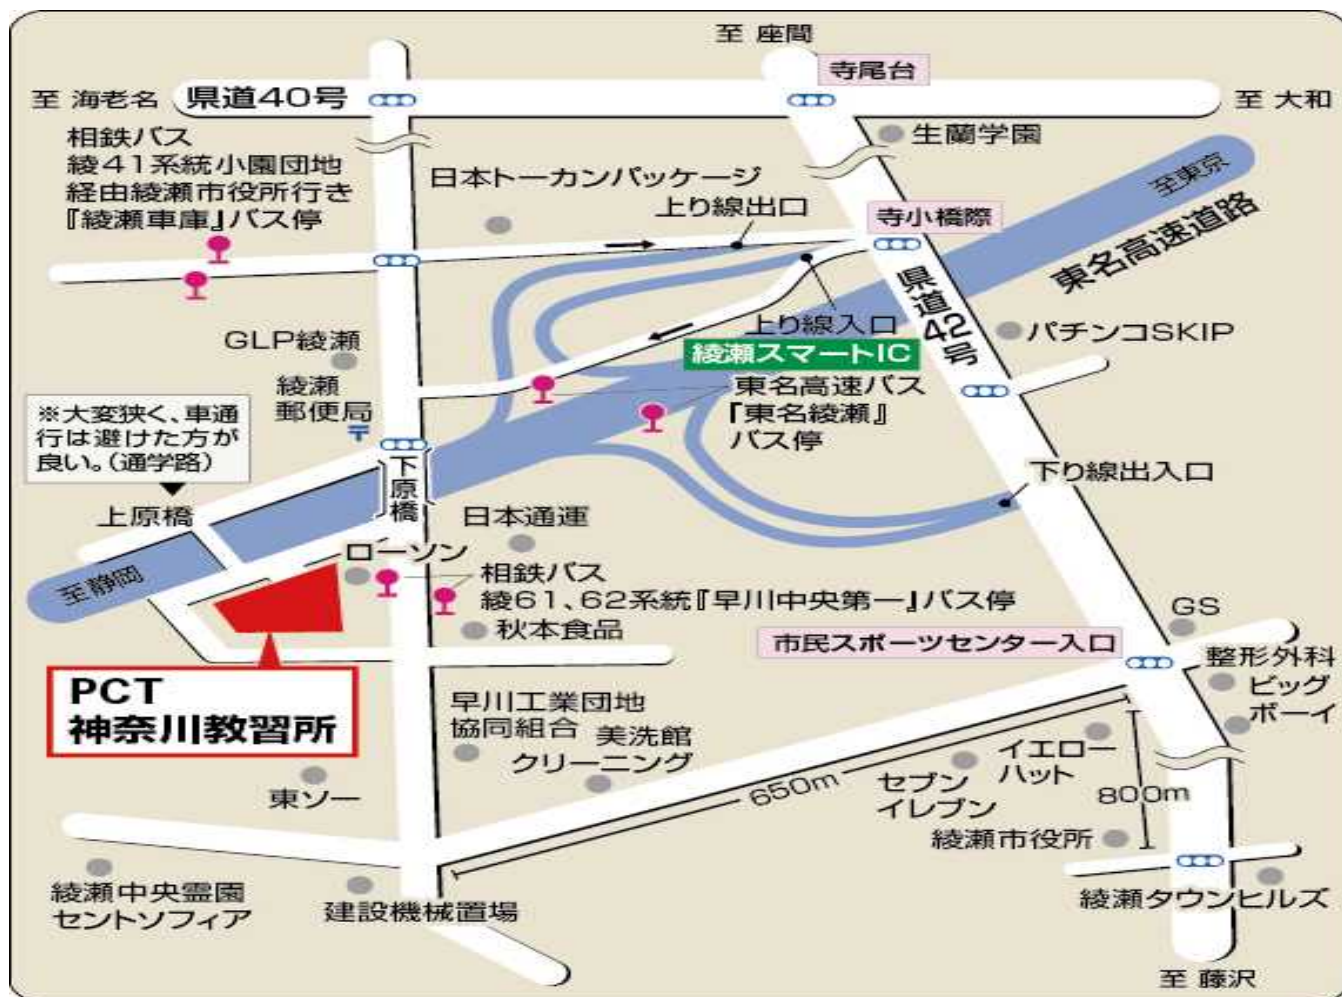 至 座間
寺尾台
至 海老名
県道40号
至 大和
相鉄バス
綾41系統小園団地
経由綾瀬市役所行き
『綾瀬車庫』バス停
生蘭学園
日本トーカンパッケージ
上り線出口
至東京
寺小橋際
東名高速道路
県道42号
上り線入口
パチンコSKIP
GLP綾瀬
綾瀬スマートIC
綾瀬
郵便局
東名高速バス
『東名綾瀬』
バス停
※大変狭く、車通
行は避けた方が
良い。(通学路)
下原橋
下り線出入口
上原橋
日本通運
ローソン
至静岡
相鉄バス
綾61、62系統『早川中央第一』バス停
GS
秋本食品
市民スポーツセンター入口
整形外科
ビッグ
ボーイ
PCT
神奈川教習所
早川工業団地
協同組合
美洗館
クリーニング
イエロー
ハット
東ソー
650m
セブン
イレブン
800m
綾瀬市役所
綾瀬中央霊園
セントソフィア
建設機械置場
綾瀬タウンヒルズ
至 藤沢